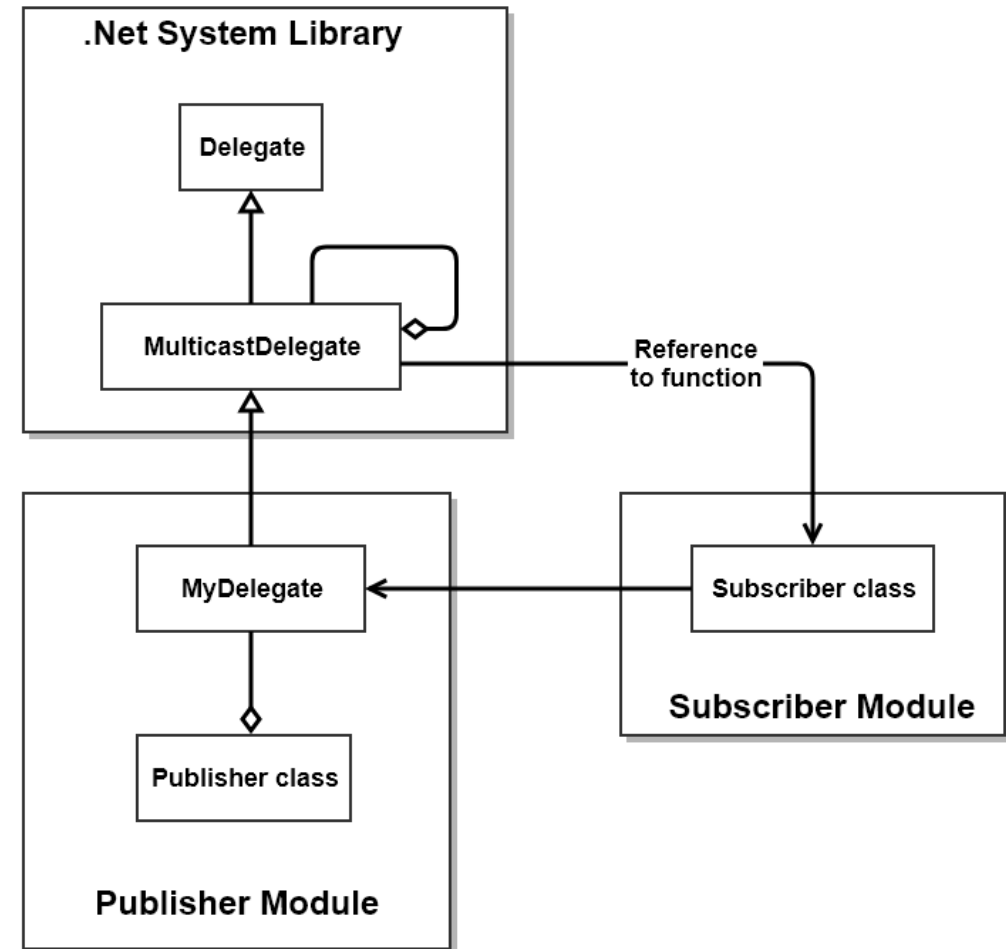 .Net System Library
Delegate
MulticastDelegate
Reference
to function
MyDelegate
Subscriber class
Subscriber Module
Publisher class
Publisher Module